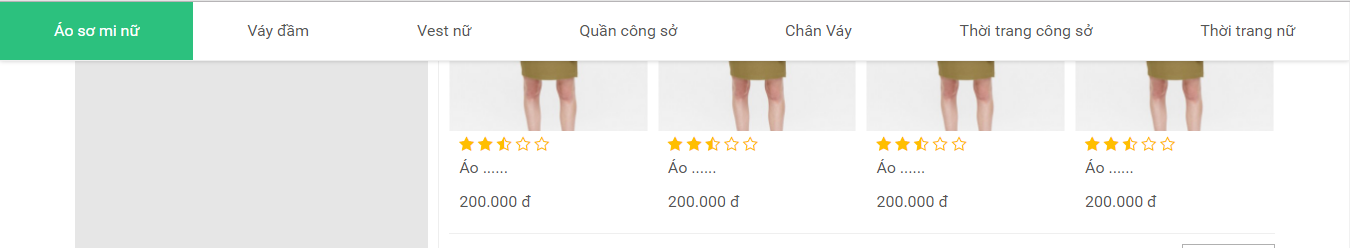 Áo sơ mi nữ Váy đầm Vest nữ Quần công sở Chân Váy Thời trang công sở Thời trang nữ
Áo ...... Áo ...... Áo ...... Áo ......
200.000 đ 200.000 đ 200.000 đ 200.000 đ